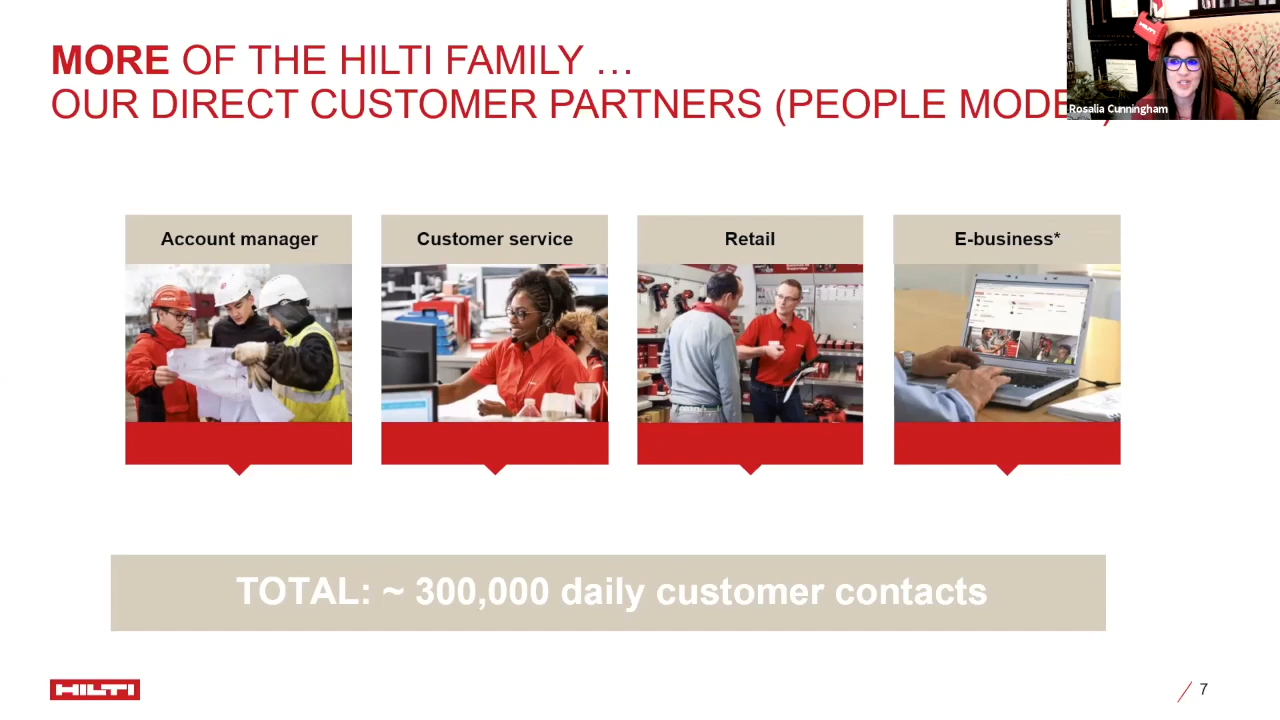 MORE OF THE HILTI FAMILY …
OUR DIRECT CUSTOMER PARTNERS (PEOPLE MODE
Rosalia Cunningham
Account manager
Customer service
Retail
E-business*
TOTAL: ~ 300,000 daily customer contacts
HILTI
7